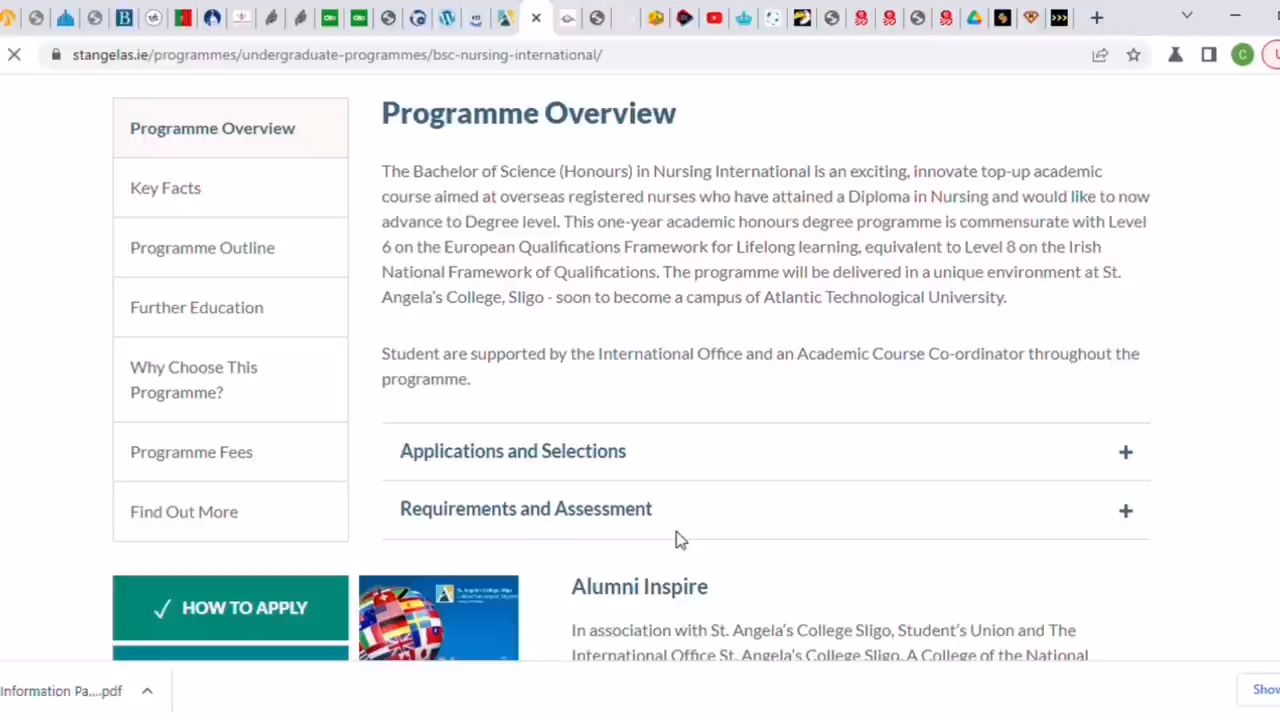 stangelas.ie/programmes/undergraduate-programmes/bsc-nursing-international/
C
Programme Overview
Key Facts
Programme Outline
Further Education
Why Choose This
Programme?
Programme Fees
Find Out More
HOW TO APPLY
Programme Overview
The Bachelor of Science (Honours) in Nursing International is an exciting, innovate top-up academic
course aimed at overseas registered nurses who have attained a Diploma in Nursing and would like to now
advance to Degree level. This one-year academic honours degree programme is commensurate with Level
6 on the European Qualifications Framework for Lifelong learning, equivalent to Level 8 on the Irish
National Framework of Qualifications. The programme will be delivered in a unique environment at St.
Angela's College, Sligo - soon to become a campus of Atlantic Technological University.
Student are supported by the International Office and an Academic Course Co-ordinator throughout the
programme.
Applications and Selections
Requirements and Assessment
St. Angela's College, Sligo
Alumni Inspire
In association with St. Angela's College Sligo, Student's Union and The
International Office St. Angela's College Sligo, A College of the National
Information Pa....pdf
Show